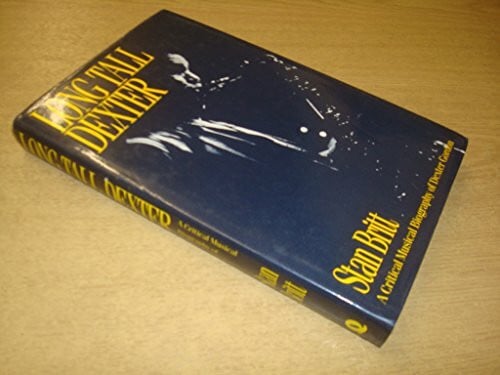 LONG TALL
DEXTER
Stan Britt
A Critical Musical Biography of Dexter Gordon
LONG TALL DEXTER
A Critical Musical
Stan
Britt
Q